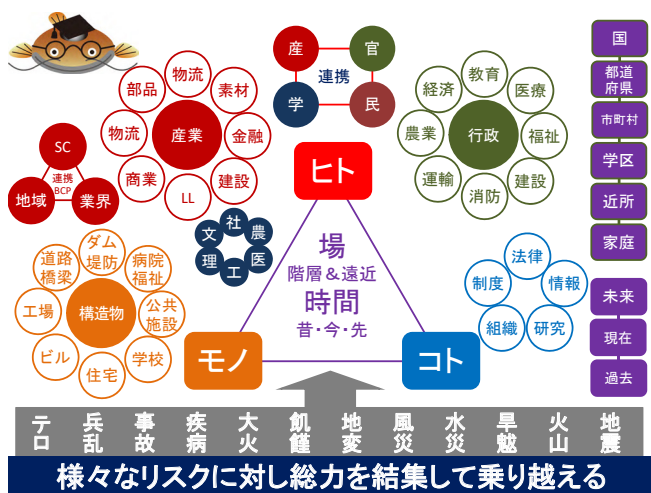 産
官
連携
学
民
国
都道
府県
市町村
学区
近所
家庭
未来
現在
過去
物流
部品
素材
物流
産業
金融
商業
建設
LL
SC
連携
BCP
地域
業界
教育
経済
医療
農業
行政
福祉
運輸
建設
消防
ヒト
場
階層＆遠近
時間
昔・今・先
モノ
コト
社
文
農
理
医
工
法律
制度
情報
組織
研究
ダム
堤防
道路
橋梁
病院
福祉
工場
構造物
公共
施設
ビル
学校
住宅
テロ
兵乱
事故
疾病
大火
飢饉
地変
風災
水災
旱魃
火山
地震
様々なリスクに対し総力を結集して乗り越える